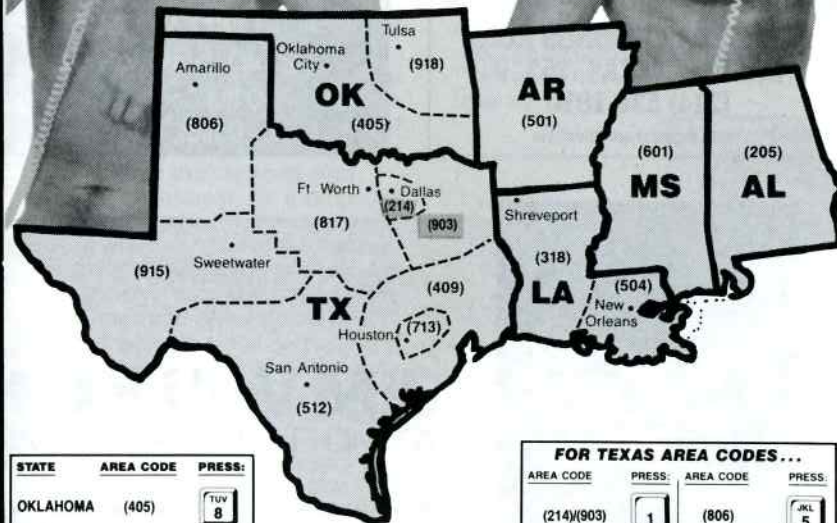 Tulsa
Oklahoma
City
(918)
Amarillo
OK
AR
(806)
(405)
(501)
(601)
(205)
Ft. Worth
Dallas
MS
AL
(214)
Shreveport
(817)
(903)
Sweetwater
(318)
(915)
(504)
(409)
LA
New
Orleans
TX
Houston
(713)
San Antonio
(512)
STATE AREA CODE PRESS:
OKLAHOMA (405) TUV 8
FOR TEXAS AREA CODES...
AREA CODE PRESS: AREA CODE PRESS:
(214)/(903) 1 (806) JKL 5